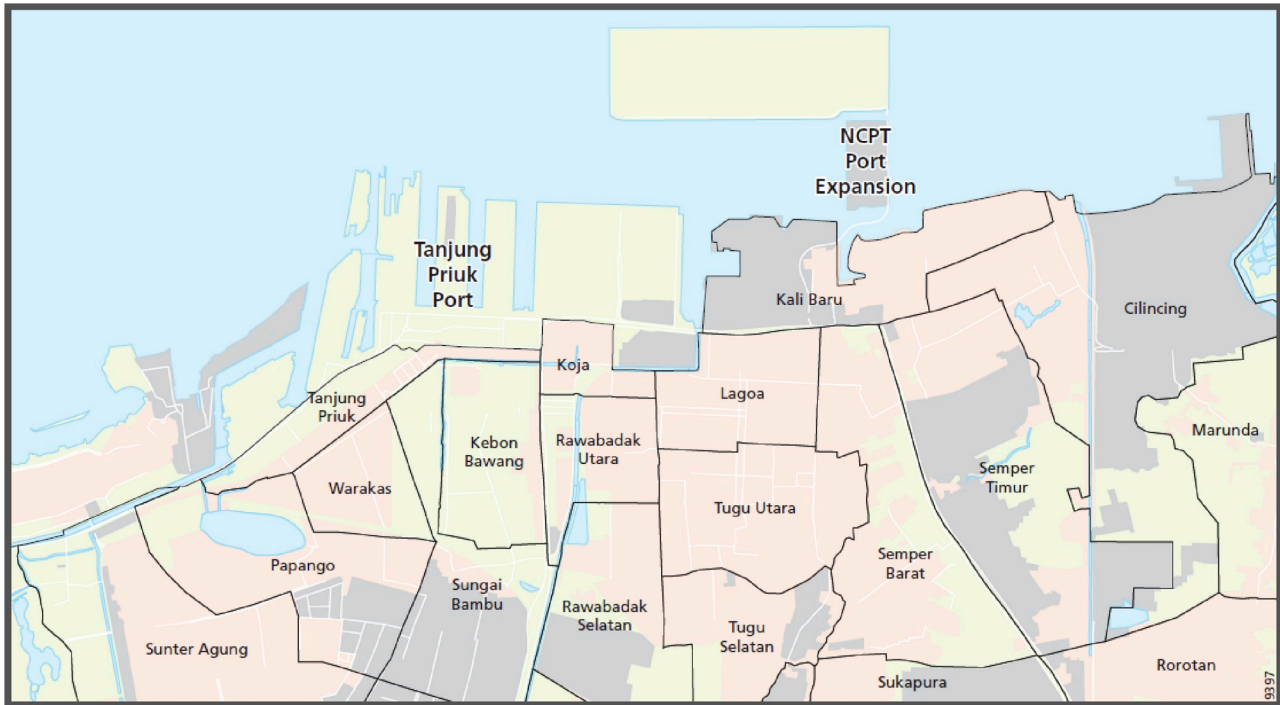 NCPT
Port
Expansion
Tanjung
Priuk
Port
Kali Baru
Cilincing
Koja
Lagoa
Tanjung
Priuk
Kebon
Bawang
Rawabadak
Utara
Marunda
Warakas
Semper
Timur
Tugu Utara
Papango
Semper
Barat
Sungai
Bambu
Rawabadak
Selatan
Tugu
Selatan
Sunter Agung
Rorotan
Sukapura
9397